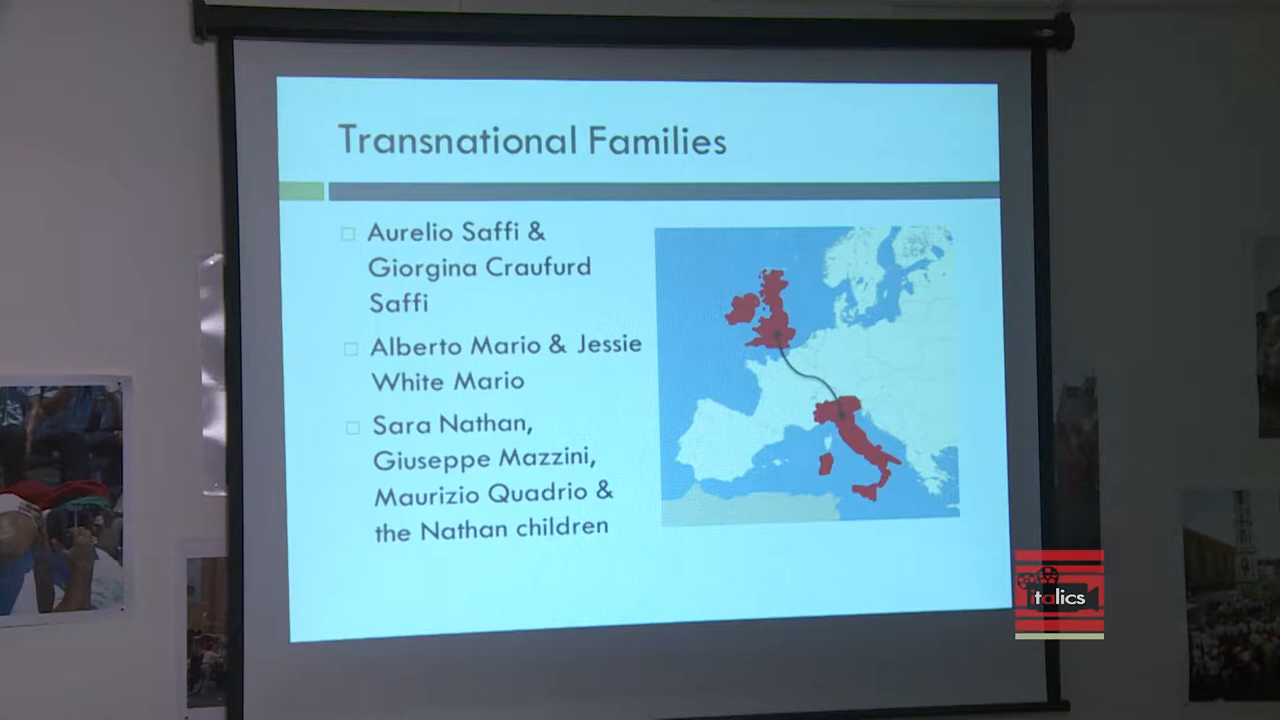 Transnational Families
Aurelio Saffi &
Giorgina Craufurd
Saffi
Alberto Mario & Jessie
White Mario
Sara Nathan,
Giuseppe Mazzini,
Maurizio Quadrio &
the Nathan children
italics